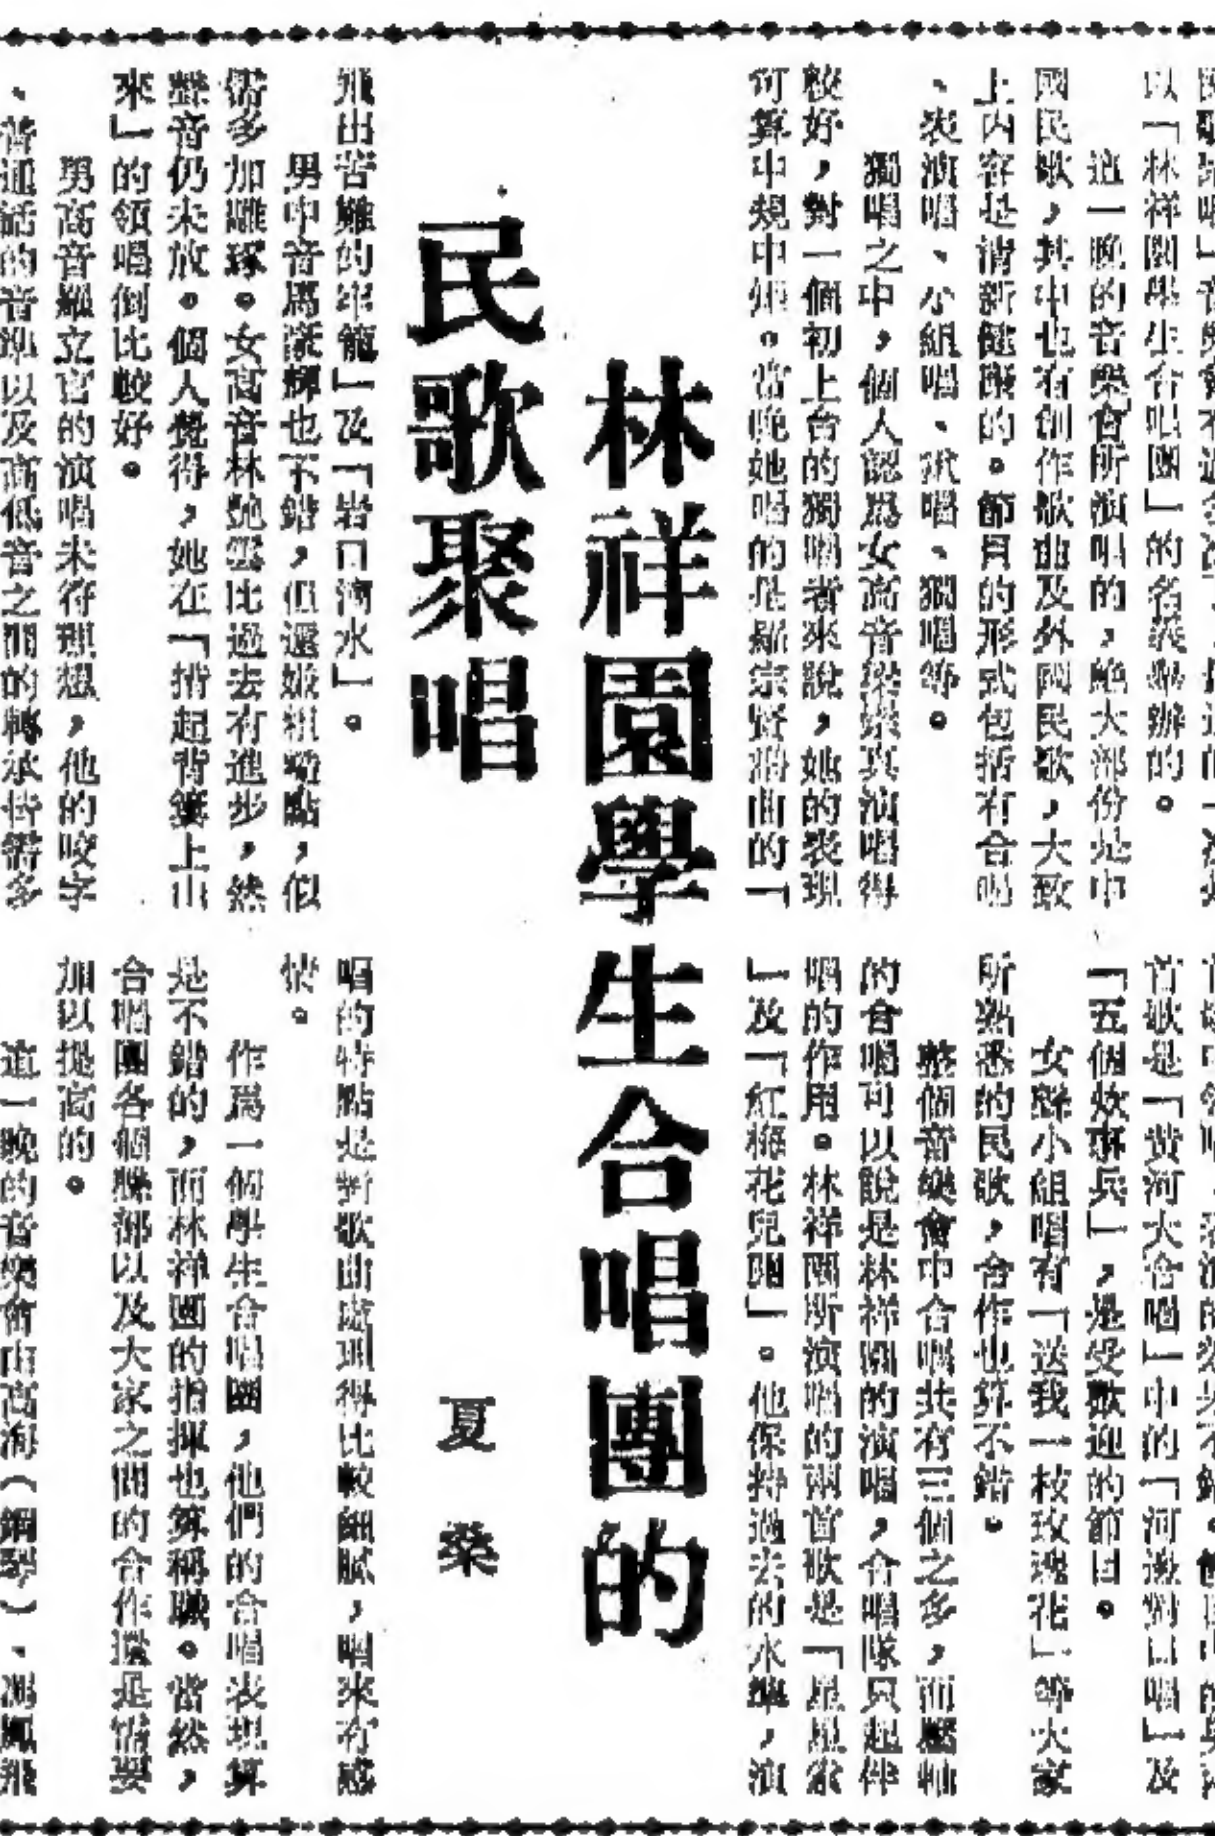 林祥園學生合唱團的
民歌聚唱
夏桑
以「林祥園學生合唱團」的名義舉辦的。
這一晚的音樂會所演唱的，絕大部份是中
國民歌，其中也有創作歌曲及外國民歌，大致
上內容是清新健康的。節目的形式包括有合唱
、表演唱、小組唱、獨唱等。
獨唱之中，個人認爲女高音真演唱得
校好，對一個初上台的獨唱者來說，她的表現
可算中規中矩。當晚她唱的是宗賢譜曲的「
飛出苦難的牢籠」及「岩口滴水」。
男中音馬豪輝也不錯，但還嫌粗獷點，似
需多加雕琢。女高音林艷雲比過去有進步，然
聲音仍未放。個人覺得，她在「揹起背簍上山
來」的領唱倒比較好。
男高音羅立官的演唱未符理想，他的咬字
、普通話的音準以及高低音之間的轉承皆需多
首歌是「黃河大合唱」中的「河邊對口唱」及
「五個炊事兵」，是受歡迎的節目。
女聲小組唱有「送我一枝玫瑰花」等大家
所熟悉的民歌，合作也算不錯。
整個音樂會中合唱共有三個之多，而壓軸
的合唱可以說是林祥園的演唱，合唱隊只起伴
唱的作用。林祥園所演唱的兩首歌是「星星索
」及「紅梅花兒開」。他保持過去的水準，演
唱的特點是對歌曲處理得比較細膩，唱來有感
情。
作爲一個學生合唱團，他們的合唱表現算
是不錯的，而林祥園的指揮也算稱職。當然，
合唱團各個聲部以及大家之間的合作還是需要
加以提高的。
這一晚的音樂會由高海（鋼琴）、馮鳳飛